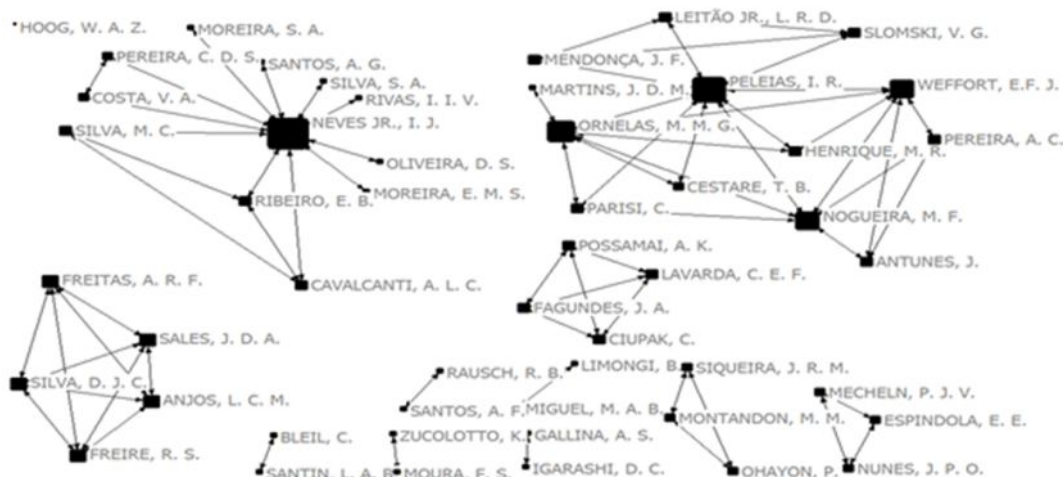 HOOG, W. A. Z.
MOREIRA, S. A.
PEREIRA, C. D. S.
SANTOS, A. G.
COSTA, V. A.
SILVA, S. A.
RIVAS, I. I. V.
NEVES JR., I. J.
SILVA, M. C.
OLIVEIRA, D. S.
MOREIRA, E. M. S.
RIBEIRO, E. B.
CAVALCANTI, A. L. C.
LEITÃO JR., L. R. D.
SLOMSKI, V. G.
MENDONÇA, J. F.
PELEIAS, I. R.
WEFFORT, E.F. J.
MARTINS, J. D. M.
ORNELAS, M. M. G.
PEREIRA, A. C.
HENRIQUE, M. R.
CESTARE, T. B.
PARISI, C.
NOGUEIRA, M. F.
ANTUNES, J.
POSSAMAI, A. K.
LAVARDA, C. E. F.
FAGUNDES, J. A.
CIUPAK, C.
FREITAS, A. R. F.
SALES, J. D. A.
SILVA, D. J. C.
ANJOS, L. C. M.
FREIRE, R. S.
RAUSCH, R. B.
LIMONGI, B.
SIQUEIRA, J. R. M.
SANTOS, A. F.
MIGUEL, M. A. B.
MONTANDON, M. M.
MECHELN, P. J. V.
ESPINDOLA, E. E.
BLEIL, C.
ZUCOLOTTO, K.
GALLINA, A. S.
SANTIN, L. A. B
MOURA, F. S.
IGARASHI, D. C.
OHAYON, P.
NUNES, J. P. O.